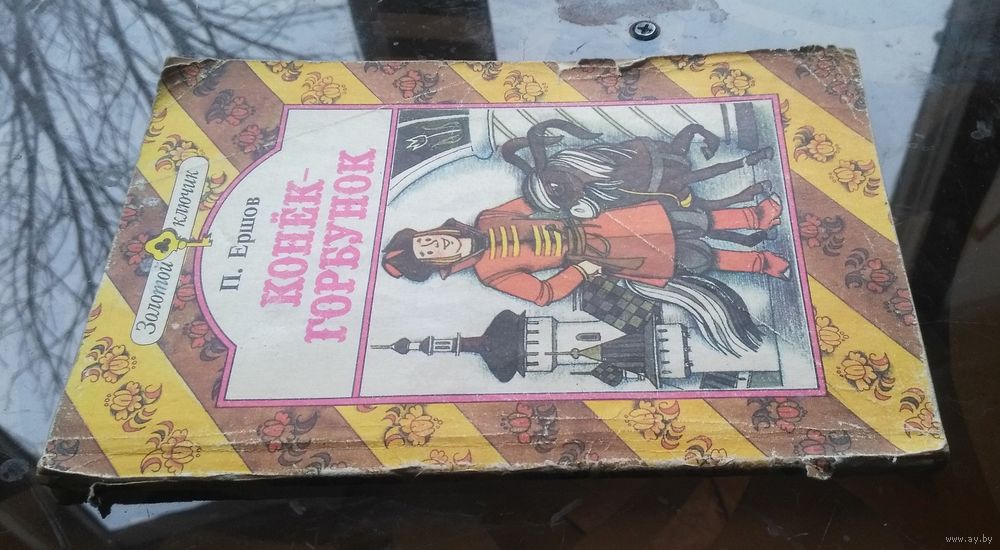 Золотой ключик
П. Ершов
КОНЁК-
ГОРБУНОК
www.ay.by